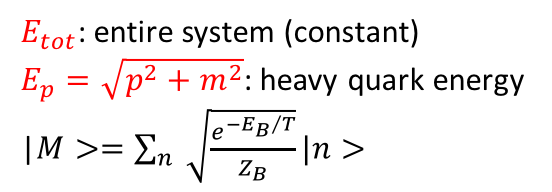 E_tot: entire system (constant)
E_p = √(p² + m²): heavy quark energy
|M >= ∑_n √(e^(−E_B/T) / Z_B) |n >